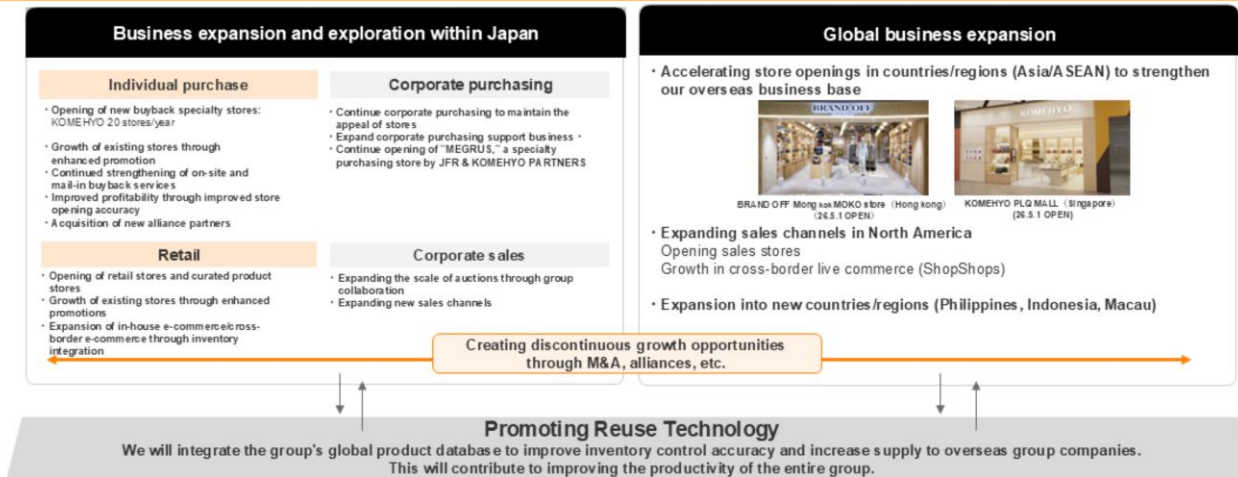 Business expansion and exploration within Japan
Individual purchase
・Opening of new buyback specialty stores:
KOMEHYO 20 stores/year
・Growth of existing stores through
enhanced promotion
・Continued strengthening of on-site and
mail-in buyback services
・Improved profitability through improved store
opening accuracy
・Acquisition of new alliance partners
Corporate purchasing
・Continue corporate purchasing to maintain the
appeal of stores
・Expand corporate purchasing support business ・
・Continue opening of "MEGRUS," a specialty
purchasing store by JFR & KOMEHYO PARTNERS
Retail
・Opening of retail stores and curated product
stores
・Growth of existing stores through enhanced
promotions
・Expansion of in-house e-commerce/cross-
border e-commerce through inventory
integration
Corporate sales
・Expanding the scale of auctions through group
collaboration
・Expanding new sales channels
Global business expansion
・Accelerating store openings in countries/regions (Asia/ASEAN) to strengthen
our overseas business base
BRAND OFF
KOMEHYO
BRAND OFF Mong kok MOKO store (Hong kong)
(26.5.1 OPEN)
KOMEHYO PLQ MALL (Singapore)
(26.5.1 OPEN)
・Expanding sales channels in North America
Opening sales stores
Growth in cross-border live commerce (ShopShops)
・Expansion into new countries/regions (Philippines, Indonesia, Macau)
Creating discontinuous growth opportunities
through M&A, alliances, etc.
Promoting Reuse Technology
We will integrate the group's global product database to improve inventory control accuracy and increase supply to overseas group companies.
This will contribute to improving the productivity of the entire group.